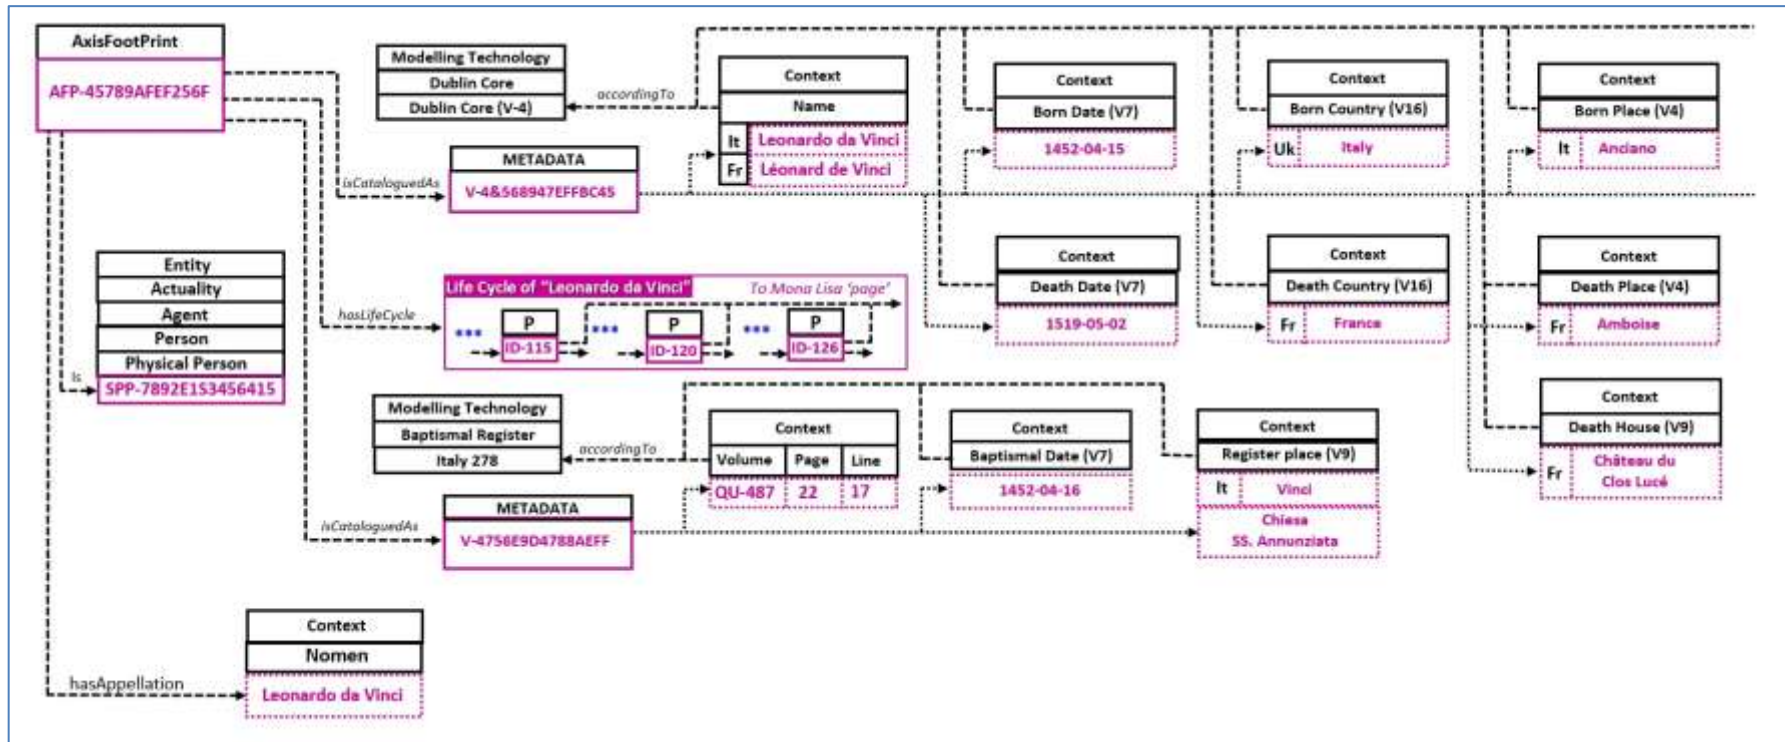 AxisFootPrint
AFP-45789AFEF256F
Modelling Technology
Dublin Core
Dublin Core (V-4)
accordingTo
Context
Name
It Leonardo da Vinci
Fr Léonard de Vinci
Context
Born Date (V7)
1452-04-15
Context
Born Country (V16)
Uk Italy
Context
Born Place (V4)
It Anciano
isCataloguedAs
METADATA
V-4&568947EFFBC45
Entity
Actuality
Agent
Person
Physical Person
SPP-7892E1S3456415
Is
hasLifeCycle
Life Cycle of "Leonardo da Vinci"
To Mona Lisa 'page'
*** P *** P *** P
ID-115 ID-120 ID-126
Context
Death Date (V7)
1519-05-02
Context
Death Country (V16)
Fr France
Context
Death Place (V4)
Fr Amboise
Modelling Technology
Baptismal Register
Italy 278
accordingTo
Context
Volume Page Line
QU-487 22 17
Context
Baptismal Date (V7)
1452-04-16
Context
Register place (V9)
It Vinci
Chiesa
SS. Annunziata
Context
Death House (V9)
Fr Château du
Clos Lucé
isCataloguedAs
METADATA
V-4756E9D4788AEFF
hasAppellation
Context
Nomen
Leonardo da Vinci